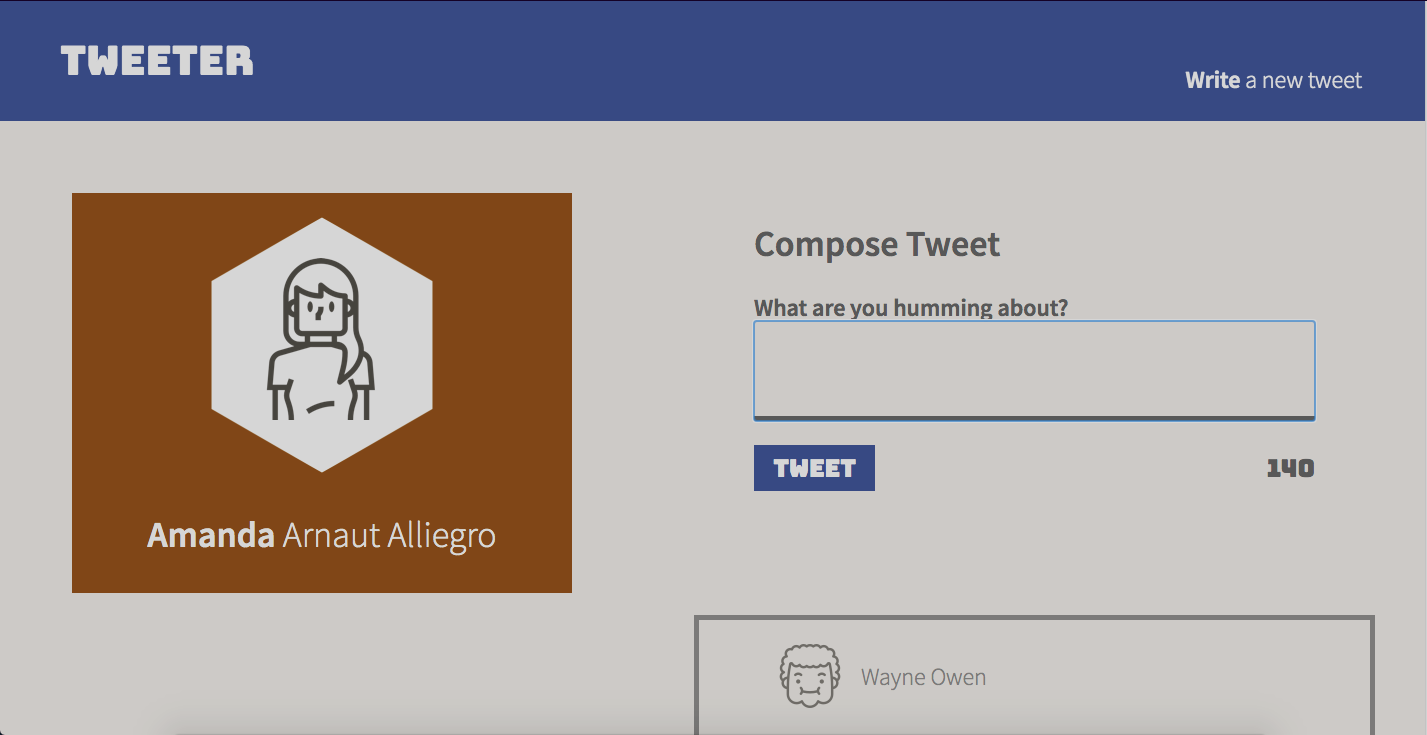 TWEETER
Write a new tweet
Amanda Arnaut Alliegro
Compose Tweet
What are you humming about?
TWEET
140
Wayne Owen